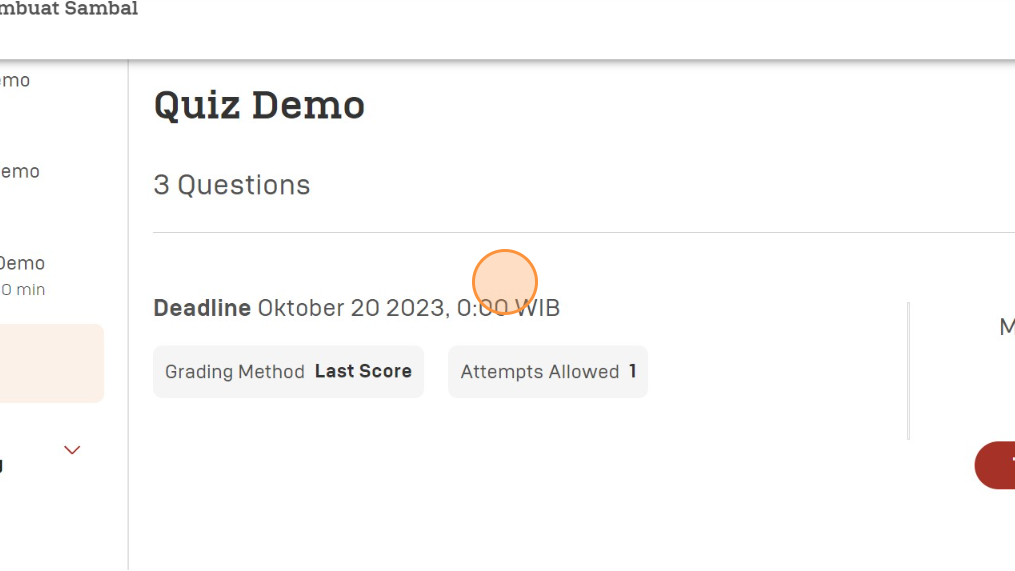 mbuat Sambal
emo
emo
Demo
0 min
Quiz Demo
3 Questions
Deadline Oktober 20 2023, 0:00 WIB
Grading Method Last Score
Attempts Allowed 1
M